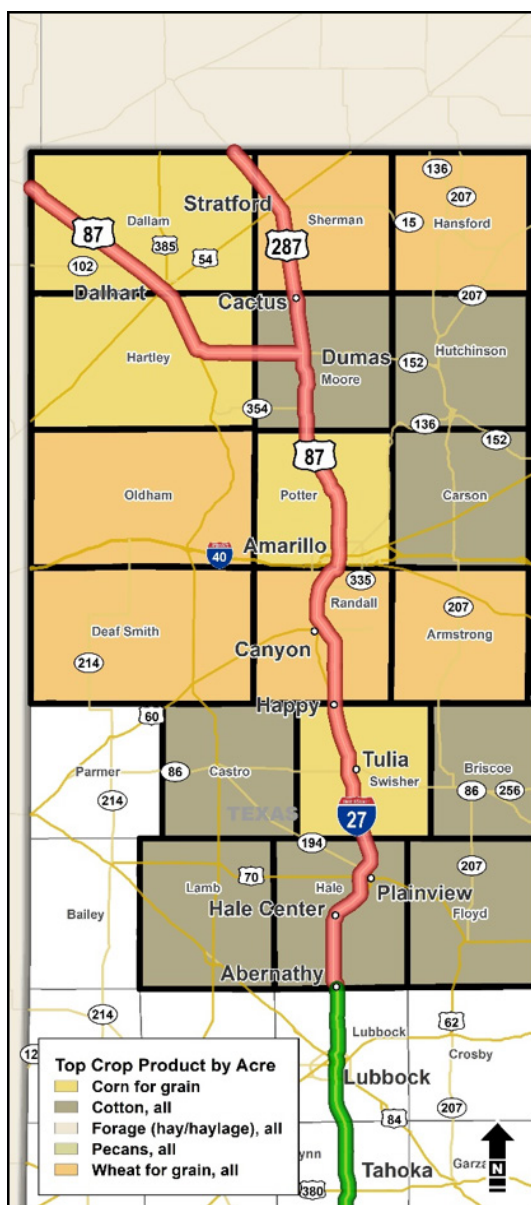 136
207
Stratford
Sherman
15
Hansford
Dallam
87
385
54
287
102
Dalhart
Cactus
207
Hartley
Dumas
Hutchinson
Moore
152
354
136
152
87
Oldham
Potter
Carson
Amarillo
40
335
Randall
207
Deaf Smith
Armstrong
Canyon
214
Happy
60
Tulia
Parmer
86
Castro
Swisher
Briscoe
86
256
214
TEXAS
27
194
207
Lamb
70
Hale
Plainview
Bailey
Hale Center
Floyd
Abernathy
214
62
Lubbock
Crosby
Top Crop Product by Acre
Corn for grain
Cotton, all
Forage (hay/haylage), all
Pecans, all
Wheat for grain, all
Lubbock
84
207
N
ynn
Tahoka
Garza
380